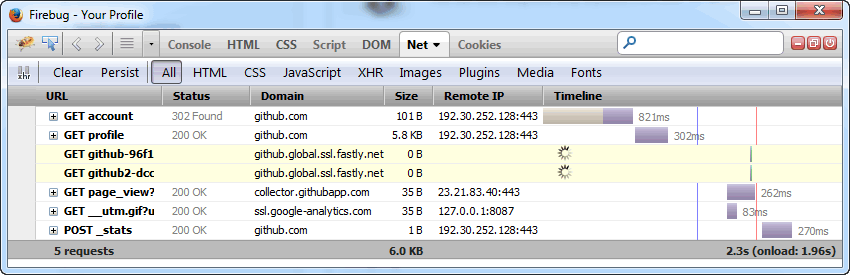 Firebug - Your Profile
Console HTML CSS Script DOM Net Cookies
xhr Clear Persist All HTML CSS JavaScript XHR Images Plugins Media Fonts
URL Status Domain Size Remote IP Timeline
GET account 302 Found github.com 101 B 192.30.252.128:443 821ms
GET profile 200 OK github.com 5.8 KB 192.30.252.128:443 302ms
GET github-96f1 github.global.ssl.fastly.net 0 B
GET github2-dcc github.global.ssl.fastly.net 0 B
GET page_view? 200 OK collector.githubapp.com 35 B 23.21.83.40:443 262ms
GET __utm.gif?u 200 OK ssl.google-analytics.com 35 B 127.0.0.1:8087 83ms
POST _stats 200 OK github.com 0 B 192.30.252.128:443 270ms
5 requests 6.0 KB 2.3s (onload: 1.96s)